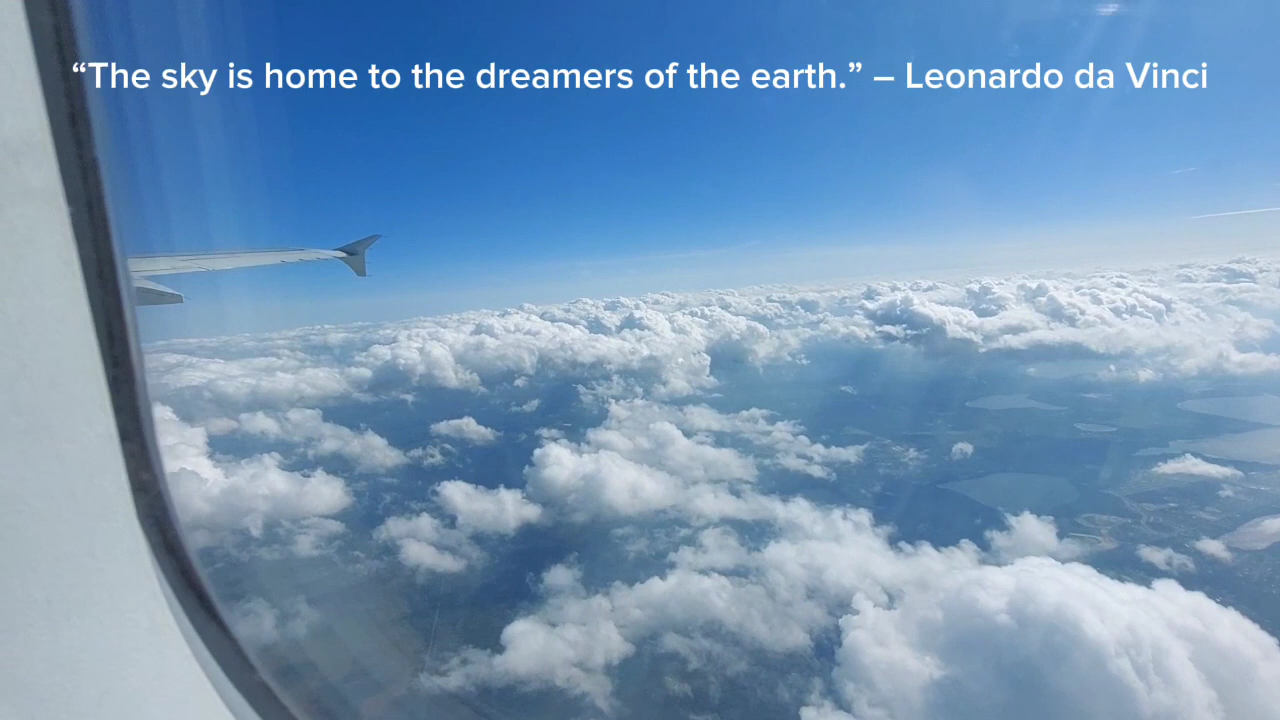 “The sky is home to the dreamers of the earth.” – Leonardo da Vinci